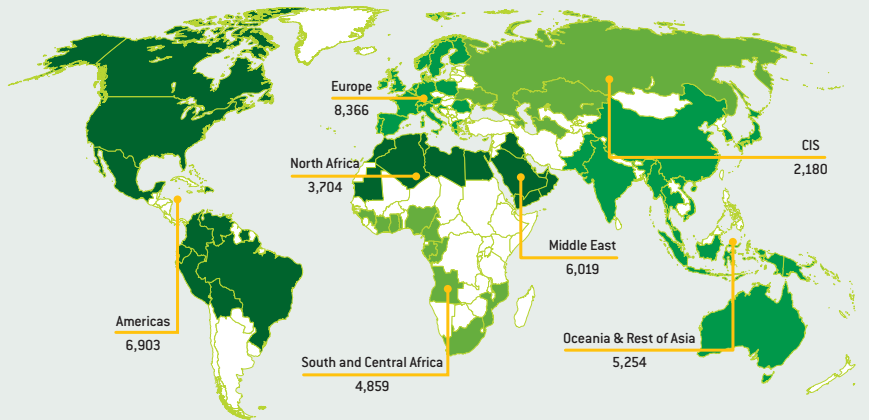 Europe
8,366
CIS
2,180
North Africa
3,704
Middle East
6,019
Americas
6,903
Oceania & Rest of Asia
5,254
South and Central Africa
4,859